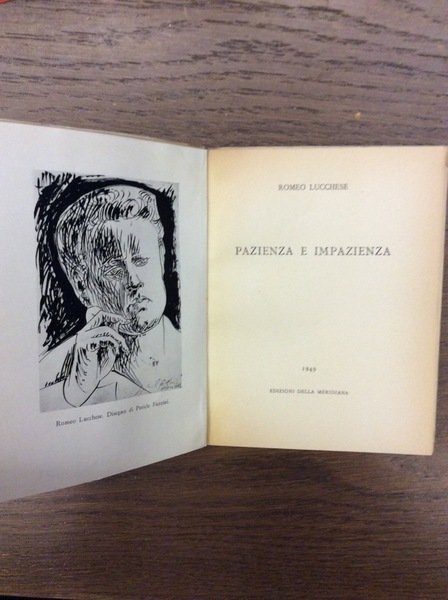 Romeo Lucchese. Disegno di Pericle Fazzini.
ROMEO LUCCHESE
PAZIENZA E IMPAZIENZA
1949
EDIZIONI DELLA MERIDIANA